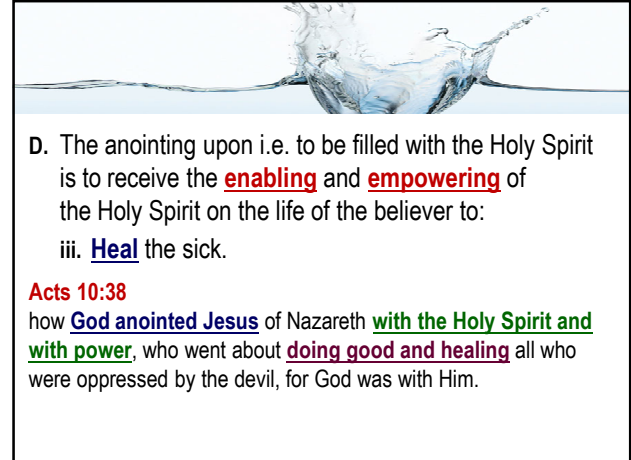 D. The anointing upon i.e. to be filled with the Holy Spirit
is to receive the enabling and empowering of
the Holy Spirit on the life of the believer to:
iii. Heal the sick.
Acts 10:38
how God anointed Jesus of Nazareth with the Holy Spirit and
with power, who went about doing good and healing all who
were oppressed by the devil, for God was with Him.